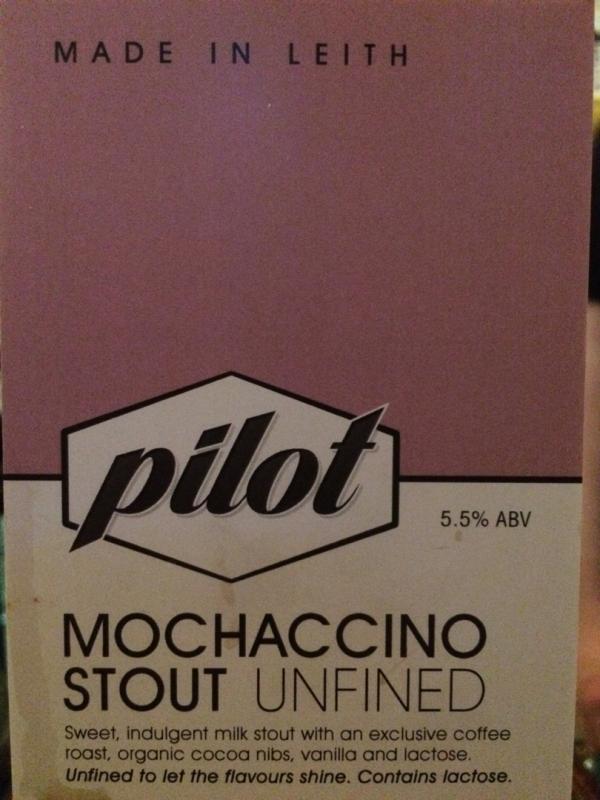 MADE IN LEITH
pilot
5.5% ABV
MOCHACCINO
STOUT UNFINED
Sweet, indulgent milk stout with an exclusive coffee
roast, organic cocoa nibs, vanilla and lactose.
Unfined to let the flavours shine. Contains lactose.